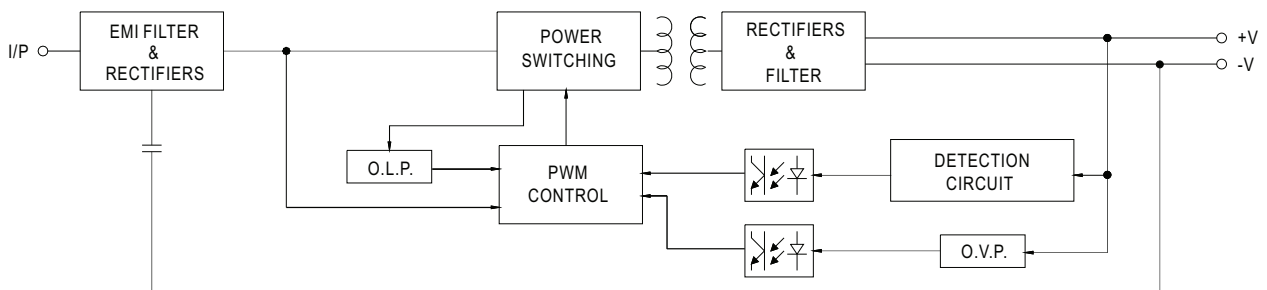 I/P
EMI FILTER
&
RECTIFIERS
POWER
SWITCHING
RECTIFIERS
&
FILTER
+V
-V
O.L.P.
PWM
CONTROL
DETECTION
CIRCUIT
O.V.P.